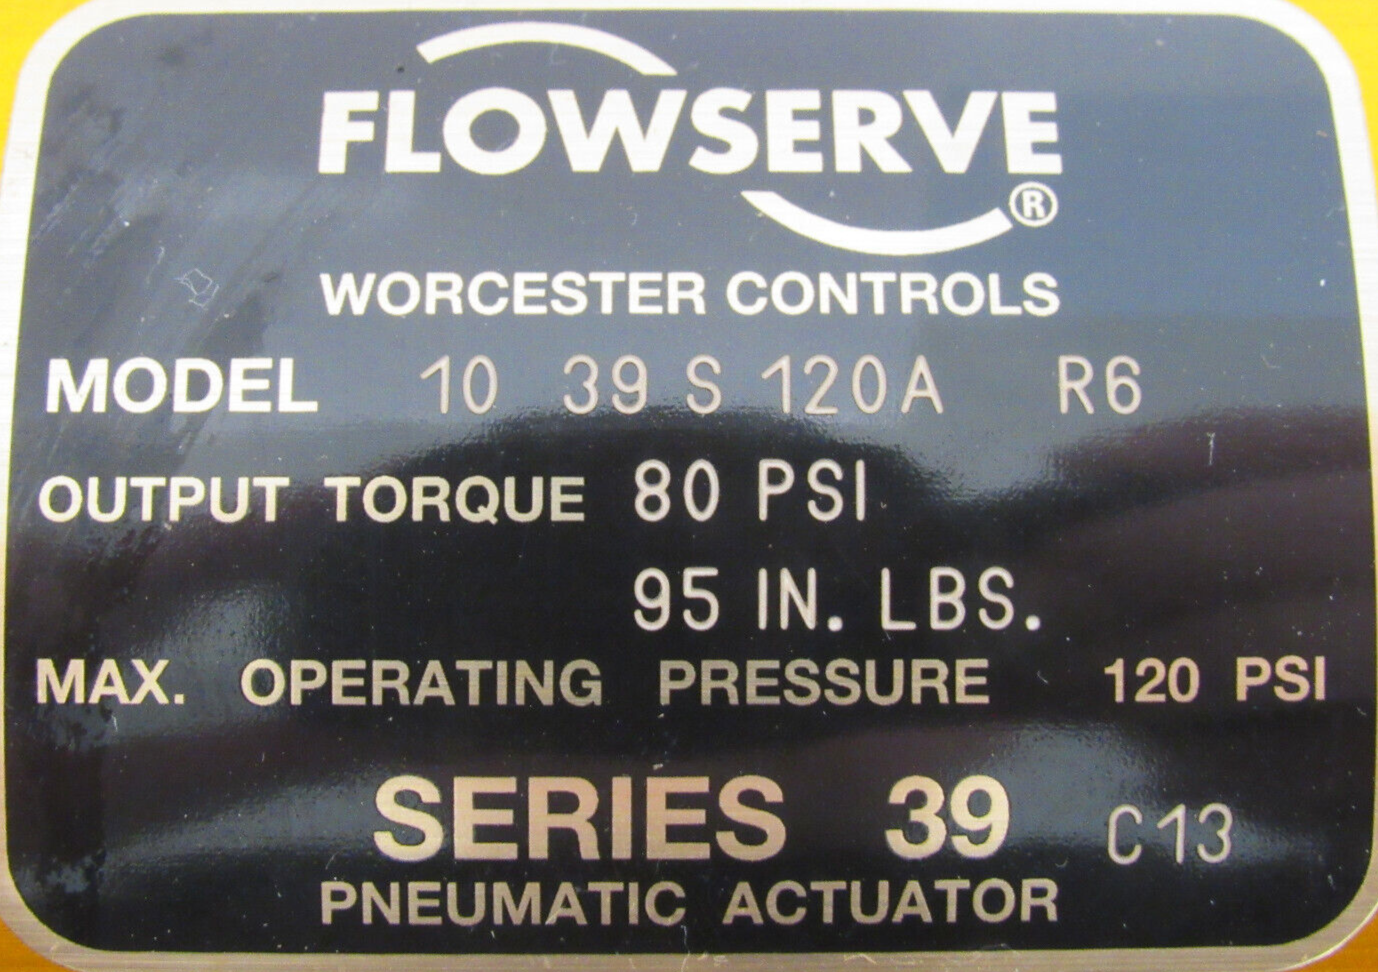 FLOWSERVE
®
WORCESTER CONTROLS
MODEL 10 39 S 120A R6
OUTPUT TORQUE 80 PSI
95 IN. LBS.
MAX. OPERATING PRESSURE 120 PSI
SERIES 39 C13
PNEUMATIC ACTUATOR